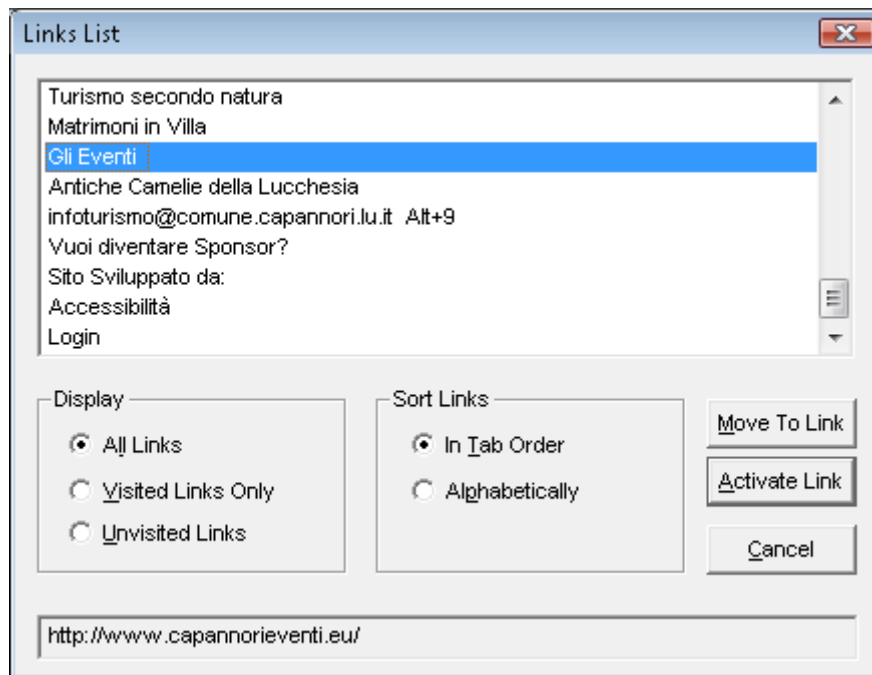 Links List
Turismo secondo natura
Matrimoni in Villa
Gli Eventi
Antiche Camelie della Lucchesia
infoturismo@comune.capannori.lu.it Alt+9
Vuoi diventare Sponsor?
Sito Sviluppato da:
Accessibilità
Login
Display
All Links
Visited Links Only
Unvisited Links
Sort Links
In Tab Order
Alphabetically
Move To Link
Activate Link
Cancel
http://www.capannorieventi.eu/